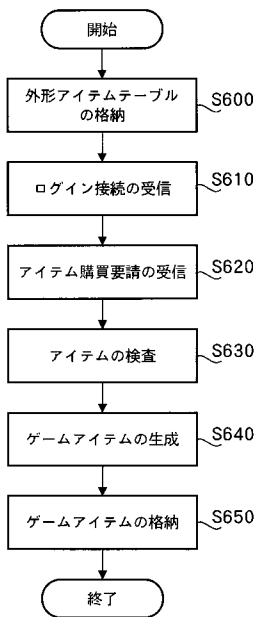 開始
外形アイテムテーブル
の格納
S600
ログイン接続の受信
S610
アイテム購買要請の受信
S620
アイテムの検査
S630
ゲームアイテムの生成
S640
ゲームアイテムの格納
S650
終了